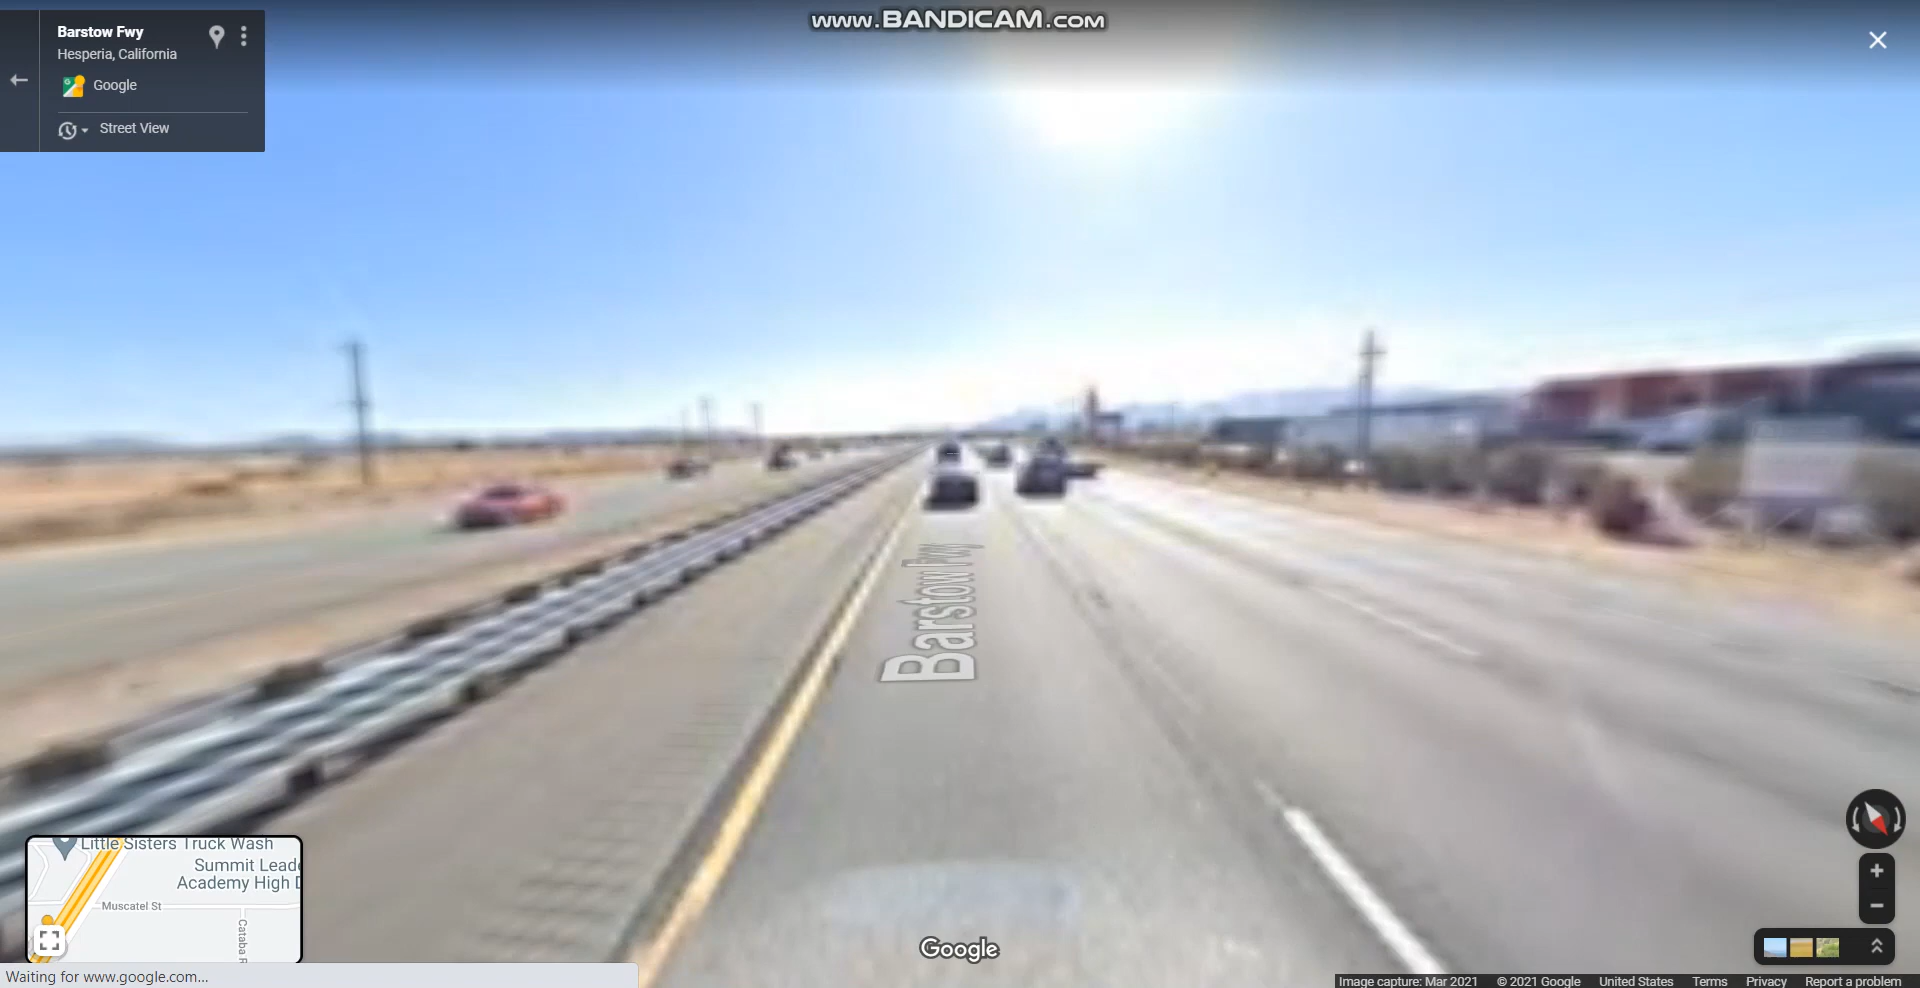 www.BANDICAM.com
Barstow Fwy
Hesperia, California
Google
Street View
Barstow Fwy
Little Sisters Truck Wash
Summit Lead
Academy High D
Muscatel St
Cataba R
Google
Waiting for www.google.com...
Image capture: Mar 2021 © 2021 Google United States Terms Privacy Report a problem